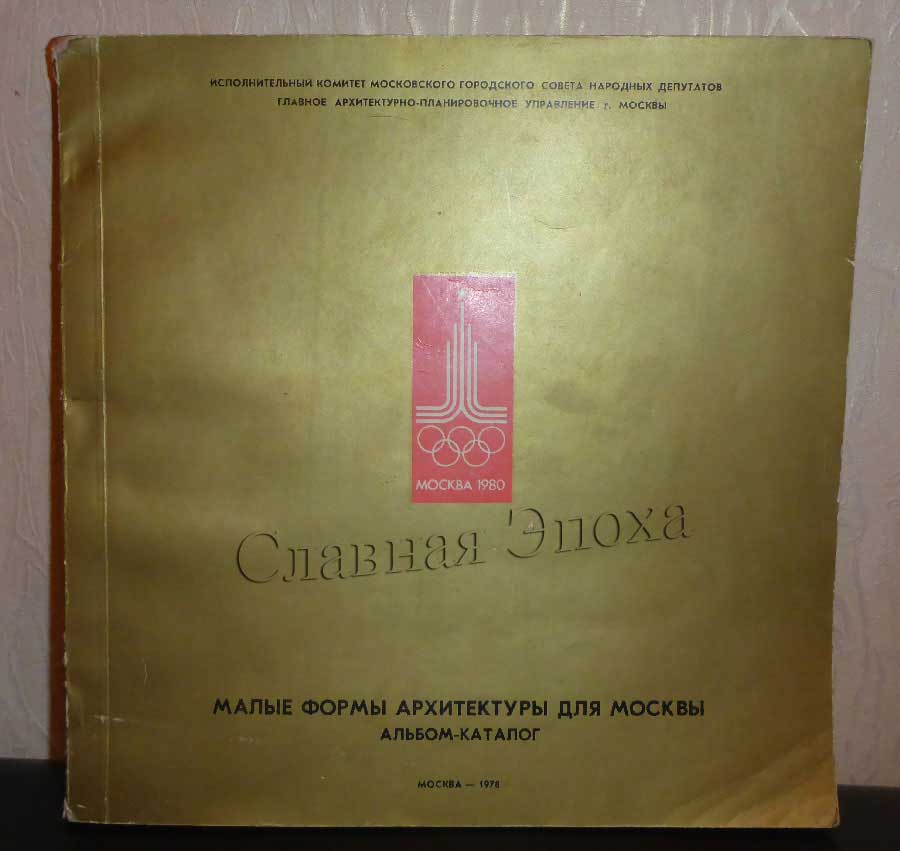 ИСПОЛНИТЕЛЬНЫЙ КОМИТЕТ МОСКОВСКОГО ГОРОДСКОГО СОВЕТА НАРОДНЫХ ДЕПУТАТОВ
ГЛАВНОЕ АРХИТЕКТУРНО-ПЛАНИРОВОЧНОЕ УПРАВЛЕНИЕ г. МОСКВЫ
МОСКВА 1980
Славная Эпоха
МАЛЫЕ ФОРМЫ АРХИТЕКТУРЫ ДЛЯ МОСКВЫ
АЛЬБОМ-КАТАЛОГ
МОСКВА — 1978